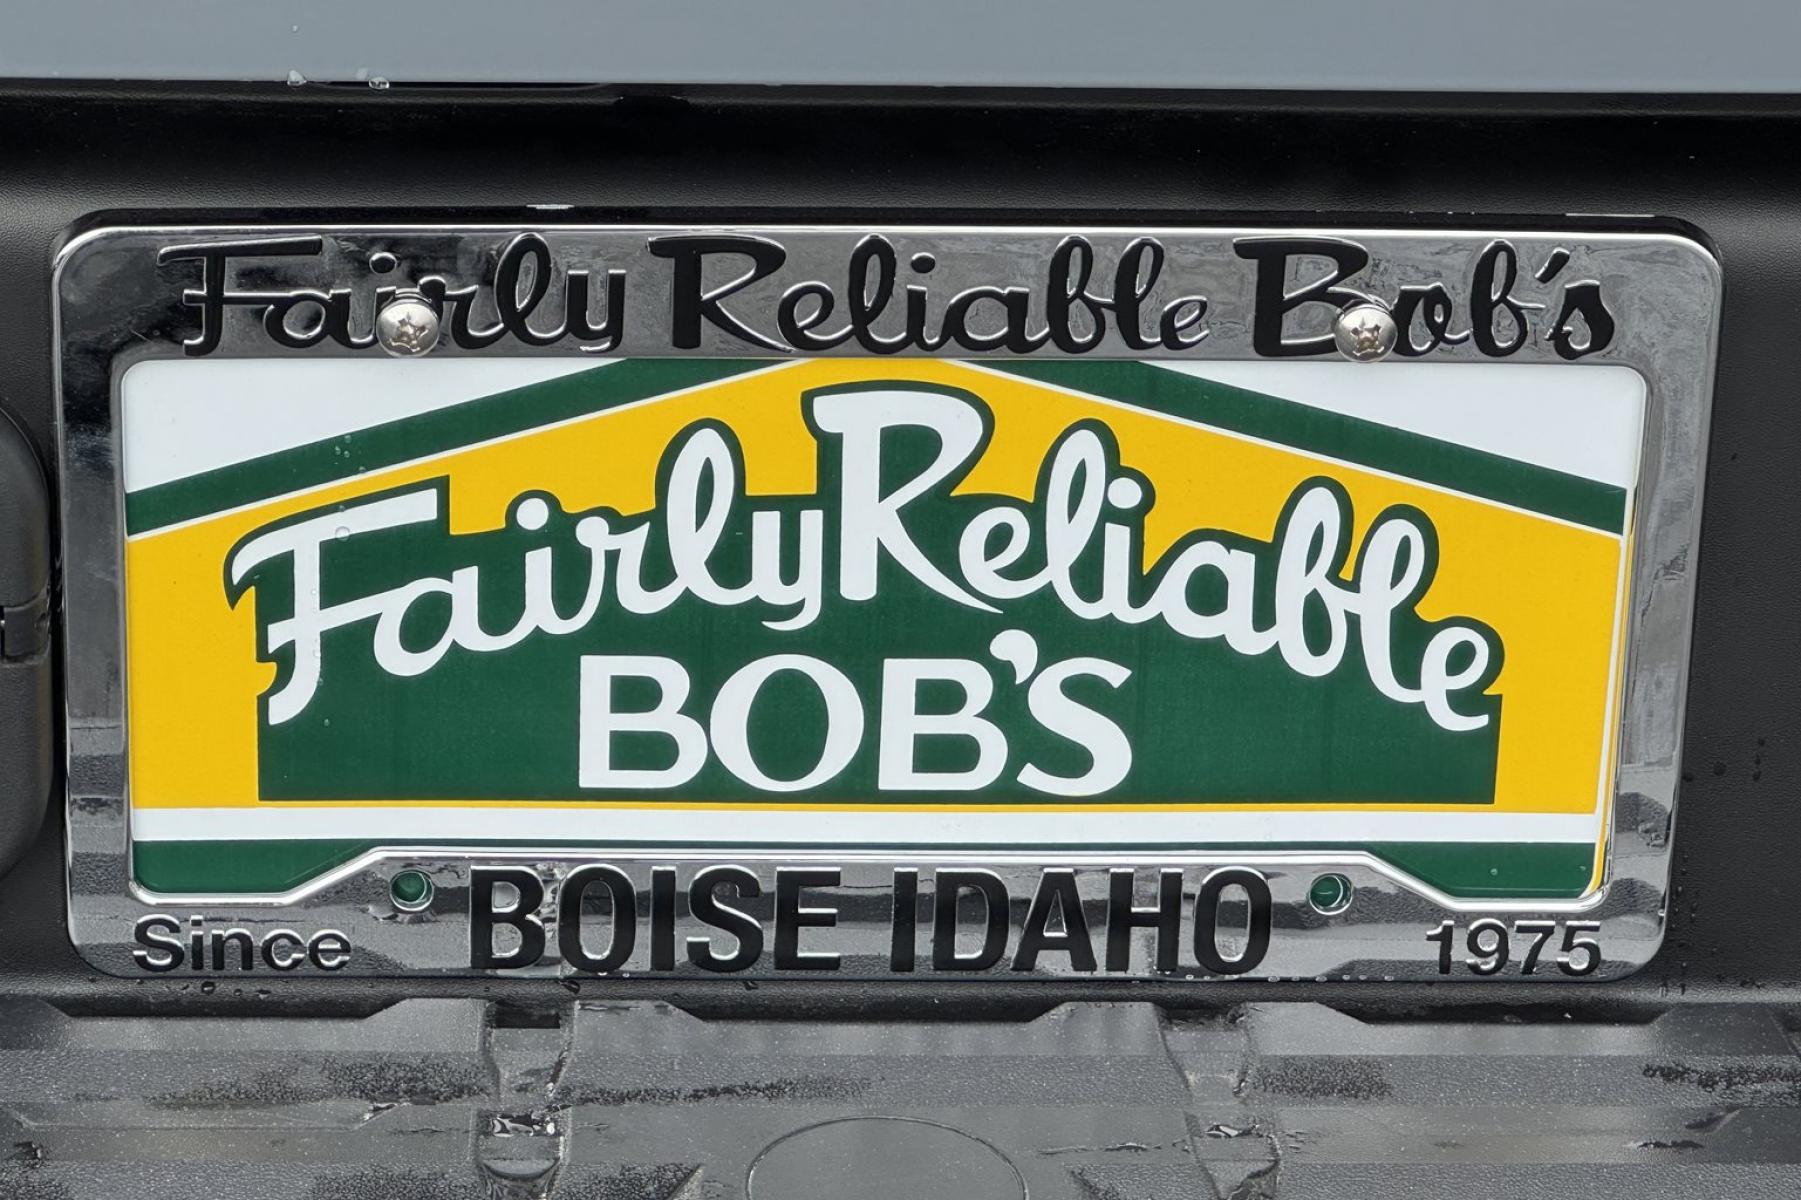 Fairly Reliable Bob's
Fairly Reliable
BOB'S
BOISE IDAHO
Since 1975